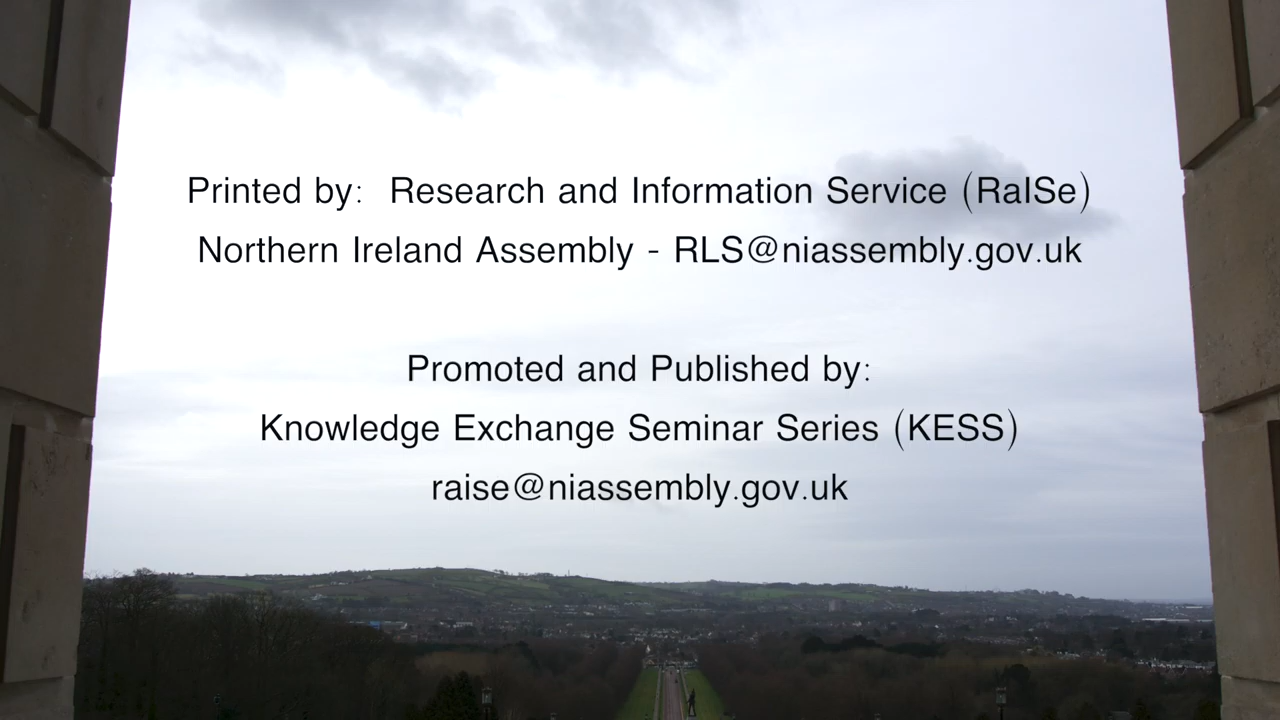 Printed by:  Research and Information Service (RaISe)
Northern Ireland Assembly - RLS@niassembly.gov.uk
Promoted and Published by:
Knowledge Exchange Seminar Series (KESS)
raise@niassembly.gov.uk